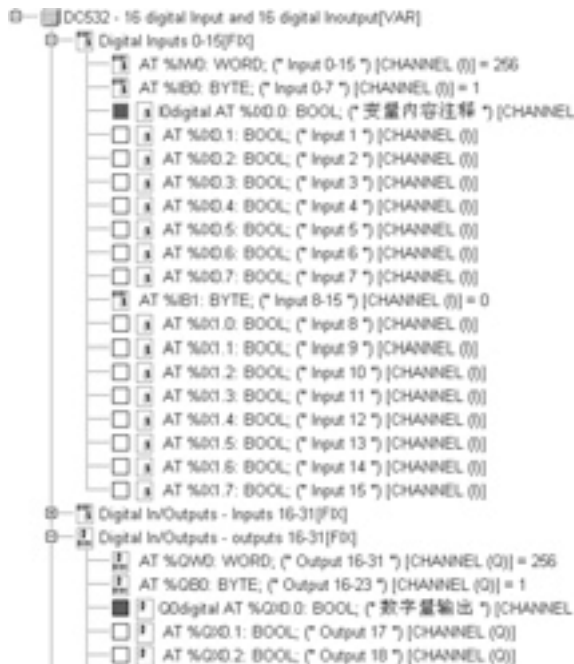 DC532 - 16 digital Input and 16 digital Inoutput[VAR]
Digital Inputs 0-15[FIX]
AT %IW0: WORD; (* Input 0-15 *) [CHANNEL (I)] = 256
AT %IB0: BYTE; (* Input 0-7 *) [CHANNEL (I)] = 1
I0digital AT %IX0.0: BOOL; (* 变量内容注释 *) [CHANNEL
AT %IX0.1: BOOL; (* Input 1 *) [CHANNEL (I)]
AT %IX0.2: BOOL; (* Input 2 *) [CHANNEL (I)]
AT %IX0.3: BOOL; (* Input 3 *) [CHANNEL (I)]
AT %IX0.4: BOOL; (* Input 4 *) [CHANNEL (I)]
AT %IX0.5: BOOL; (* Input 5 *) [CHANNEL (I)]
AT %IX0.6: BOOL; (* Input 6 *) [CHANNEL (I)]
AT %IX0.7: BOOL; (* Input 7 *) [CHANNEL (I)]
AT %IB1: BYTE; (* Input 8-15 *) [CHANNEL (I)] = 0
AT %IX1.0: BOOL; (* Input 8 *) [CHANNEL (I)]
AT %IX1.1: BOOL; (* Input 9 *) [CHANNEL (I)]
AT %IX1.2: BOOL; (* Input 10 *) [CHANNEL (I)]
AT %IX1.3: BOOL; (* Input 11 *) [CHANNEL (I)]
AT %IX1.4: BOOL; (* Input 12 *) [CHANNEL (I)]
AT %IX1.5: BOOL; (* Input 13 *) [CHANNEL (I)]
AT %IX1.6: BOOL; (* Input 14 *) [CHANNEL (I)]
AT %IX1.7: BOOL; (* Input 15 *) [CHANNEL (I)]
Digital In/Outputs - Inputs 16-31[FIX]
Digital In/Outputs - outputs 16-31[FIX]
AT %QW0: WORD; (* Output 16-31 *) [CHANNEL (Q)] = 256
AT %QB0: BYTE; (* Output 16-23 *) [CHANNEL (Q)] = 1
Q0digital AT %QX0.0: BOOL; (* 数字量输出 *) [CHANNEL
AT %QX0.1: BOOL; (* Output 17 *) [CHANNEL (Q)]
AT %QX0.2: BOOL; (* Output 18 *) [CHANNEL (Q)]